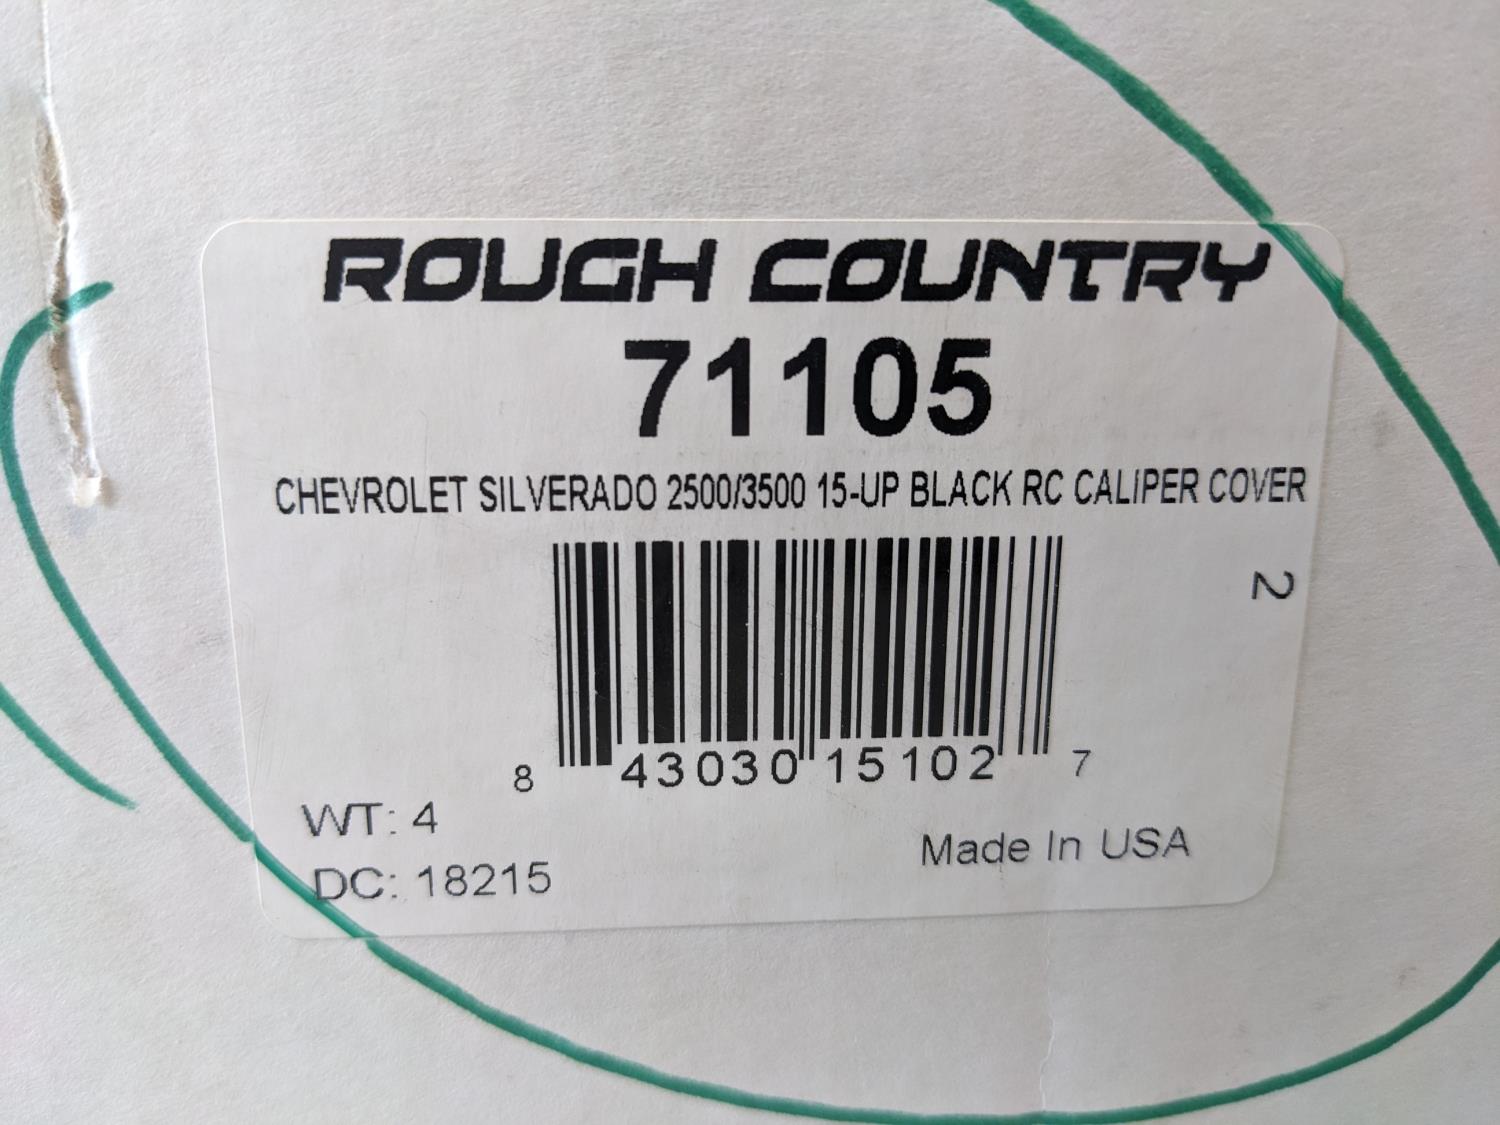 ROUGH COUNTRY
71105
CHEVROLET SILVERADO 2500/3500 15-UP BLACK RC CALIPER COVER
2
8 43030 15102 7
WT: 4
Made In USA
DC: 18215